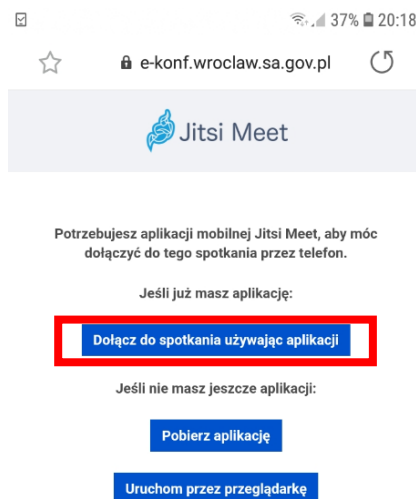 37% 20:18
e-konf.wroclaw.sa.gov.pl
Jitsi Meet
Potrzebujesz aplikacji mobilnej Jitsi Meet, aby móc
dołączyć do tego spotkania przez telefon.
Jeśli już masz aplikację:
Dołącz do spotkania używając aplikacji
Jeśli nie masz jeszcze aplikacji:
Pobierz aplikację
Uruchom przez przeglądarkę